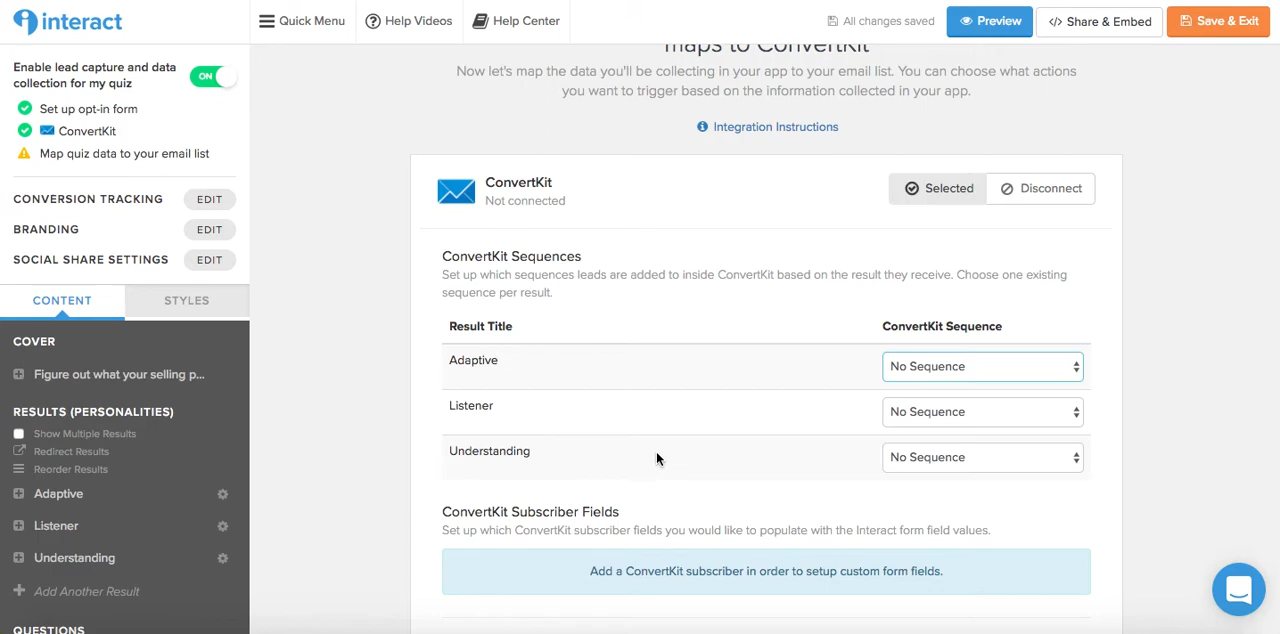 interact
Quick Menu
Help Videos
Help Center
All changes saved
Preview
</> Share & Embed
Save & Exit
Enable lead capture and data
collection for my quiz
ON
Set up opt-in form
ConvertKit
Map quiz data to your email list
CONVERSION TRACKING
EDIT
BRANDING
EDIT
SOCIAL SHARE SETTINGS
EDIT
CONTENT
STYLES
COVER
Figure out what your selling p...
RESULTS (PERSONALITIES)
Show Multiple Results
Redirect Results
Reorder Results
Adaptive
Listener
Understanding
Add Another Result
QUESTIONS
maps to ConvertKit
Now let's map the data you'll be collecting in your app to your email list. You can choose what actions
you want to trigger based on the information collected in your app.
Integration Instructions
ConvertKit
Not connected
Selected
Disconnect
ConvertKit Sequences
Set up which sequences leads are added to inside ConvertKit based on the result they receive. Choose one existing
sequence per result.
Result Title
ConvertKit Sequence
Adaptive
No Sequence
Listener
No Sequence
Understanding
No Sequence
ConvertKit Subscriber Fields
Set up which ConvertKit subscriber fields you would like to populate with the Interact form field values.
Add a ConvertKit subscriber in order to setup custom form fields.